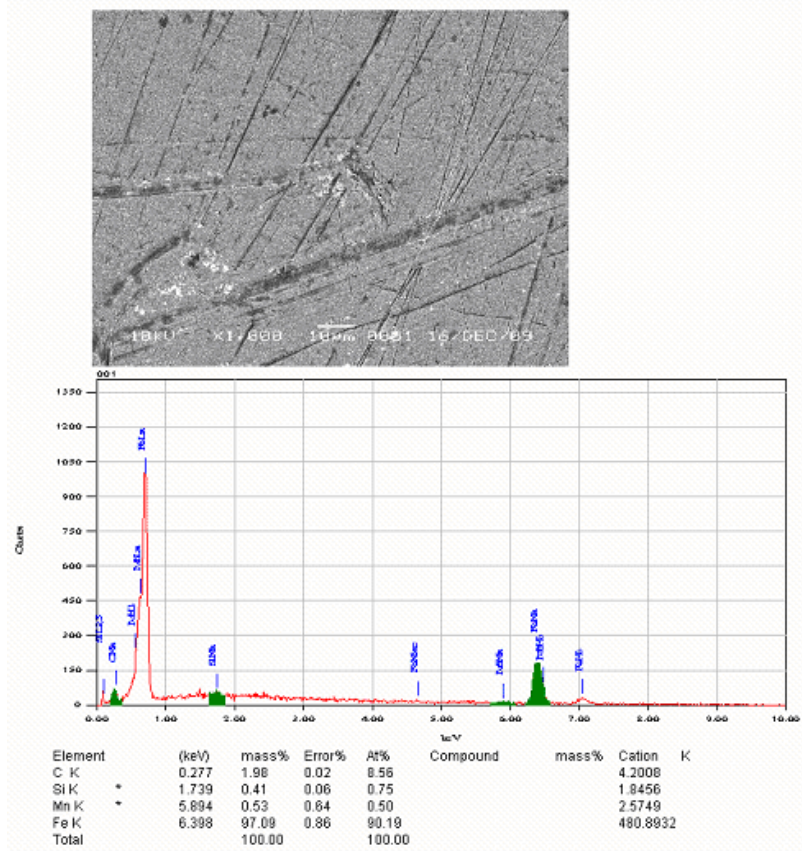 10kV X1,000 10µm 0001 16/DEC/09
001
1350
1200
1050
900
750
600
450
300
150
0
Counts
FeLa
CKa
SiKa
FeKesc
MnKa
FeKa
FeKb
0.00 1.00 2.00 3.00 4.00 5.00 6.00 7.00 8.00 9.00 10.00
keV
Element (keV) mass% Error% At% Compound mass% Cation K
C K 0.277 1.98 0.02 8.56 4.2008
Si K * 1.739 0.41 0.06 0.75 1.8456
Mn K * 5.894 0.53 0.64 0.50 2.5749
Fe K 6.398 97.09 0.86 90.19 480.8932
Total 100.00 100.00